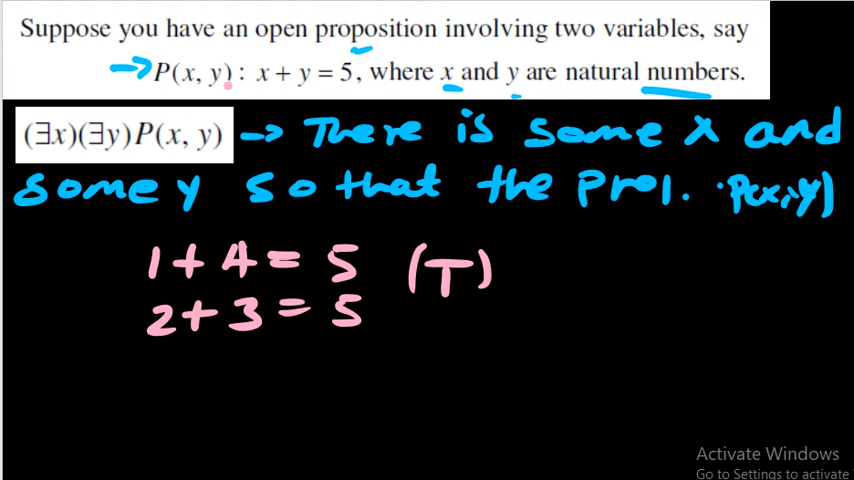 Suppose you have an open proposition involving two variables, say
P(x, y) : x + y = 5, where x and y are natural numbers.
(∃x)(∃y)P(x, y) → There is some x and
some y so that the prol. P(x,y)
1 + 4 = 5 (T)
2 + 3 = 5
Activate Windows
Go to Settings to activate